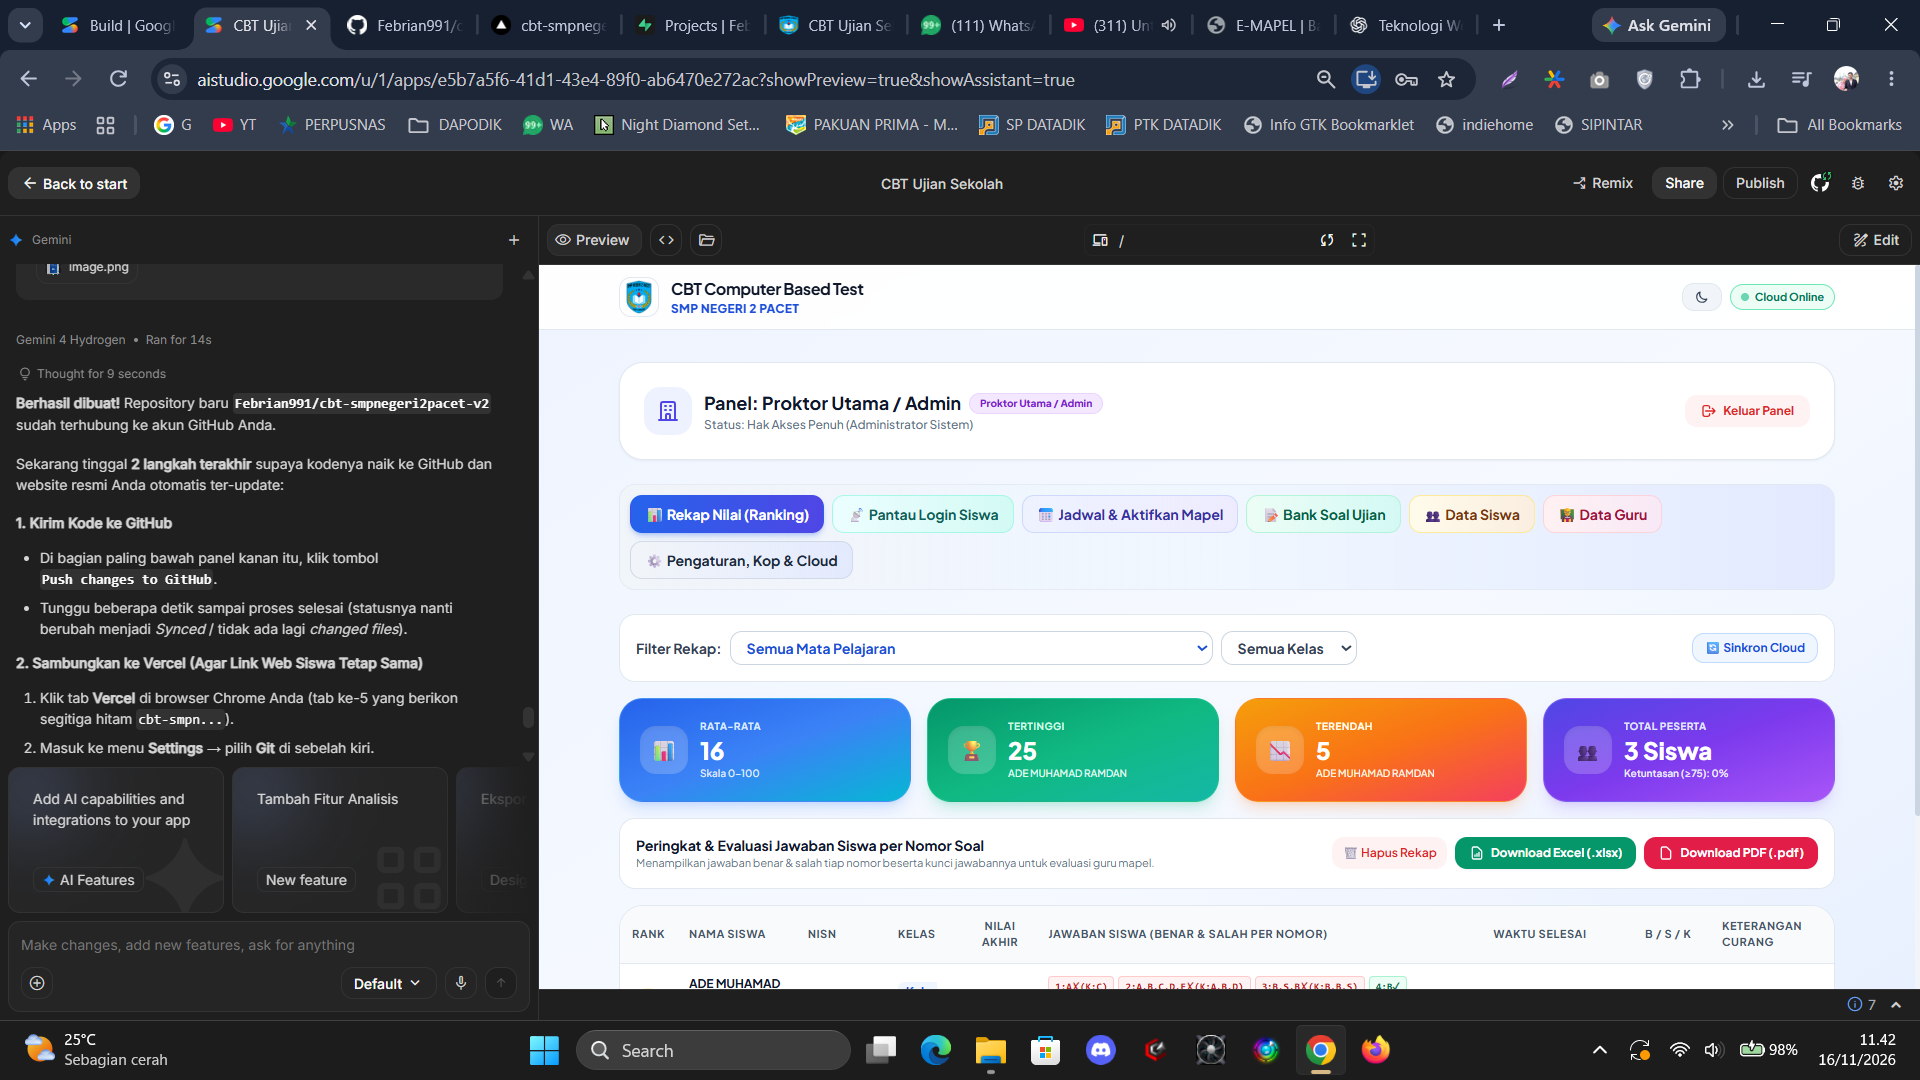 Build | Goog
CBT Ujia
Febrian991/c
cbt-smpnege
Projects | Fe
CBT Ujian Se
(111) Whats
(311) Un
E-MAPEL | B
Teknologi W
Ask Gemini
aistudio.google.com/u/1/apps/e5b7a5f6-41d1-43e4-89f0-ab6470e272ac?showPreview=true&showAssistant=true
Apps
G
YT
PERPUSNAS
DAPODIK
WA
Night Diamond Set...
PAKUAN PRIMA - M...
SP DATADIK
PTK DATADIK
Info GTK Bookmarklet
indiehome
SIPINTAR
All Bookmarks
Back to start
CBT Ujian Sekolah
Remix
Share
Publish
Gemini
Preview
/
Edit
image.png
Gemini 4 Hydrogen • Ran for 14s
Thought for 9 seconds
Berhasil dibuat! Repository baru Febrian991/cbt-smpnegeri2pacet-v2
sudah terhubung ke akun GitHub Anda.
Sekarang tinggal 2 langkah terakhir supaya kodenya naik ke GitHub dan
website resmi Anda otomatis ter-update:
1. Kirim Kode ke GitHub
• Di bagian paling bawah panel kanan itu, klik tombol
Push changes to GitHub.
• Tunggu beberapa detik sampai proses selesai (statusnya nanti
berubah menjadi Synced / tidak ada lagi changed files).
2. Sambungkan ke Vercel (Agar Link Web Siswa Tetap Sama)
1. Klik tab Vercel di browser Chrome Anda (tab ke-5 yang berikon
segitiga hitam cbt-smpn...).
2. Masuk ke menu Settings → pilih Git di sebelah kiri.
Add AI capabilities and
integrations to your app
AI Features
Tambah Fitur Analisis
New feature
Ekspor
Desig
Make changes, add new features, ask for anything
Default
CBT Computer Based Test
SMP NEGERI 2 PACET
Cloud Online
Panel: Proktor Utama / Admin
Proktor Utama / Admin
Status: Hak Akses Penuh (Administrator Sistem)
Keluar Panel
Rekap Nilai (Ranking)
Pantau Login Siswa
Jadwal & Aktifkan Mapel
Bank Soal Ujian
Data Siswa
Data Guru
Pengaturan, Kop & Cloud
Filter Rekap:
Semua Mata Pelajaran
Semua Kelas
Sinkron Cloud
RATA-RATA
16
Skala 0-100
TERTINGGI
25
ADE MUHAMAD RAMDAN
TERENDAH
5
ADE MUHAMAD RAMDAN
TOTAL PESERTA
3 Siswa
Ketuntasan (≥75): 0%
Peringkat & Evaluasi Jawaban Siswa per Nomor Soal
Menampilkan jawaban benar & salah tiap nomor beserta kunci jawabannya untuk evaluasi guru mapel.
Hapus Rekap
Download Excel (.xlsx)
Download PDF (.pdf)
RANK
NAMA SISWA
NISN
KELAS
NILAI
AKHIR
JAWABAN SISWA (BENAR & SALAH PER NOMOR)
WAKTU SELESAI
B / S / K
KETERANGAN
CURANG
ADE MUHAMAD
7
25°C
Sebagian cerah
Search
98%
11.42
16/11/2026